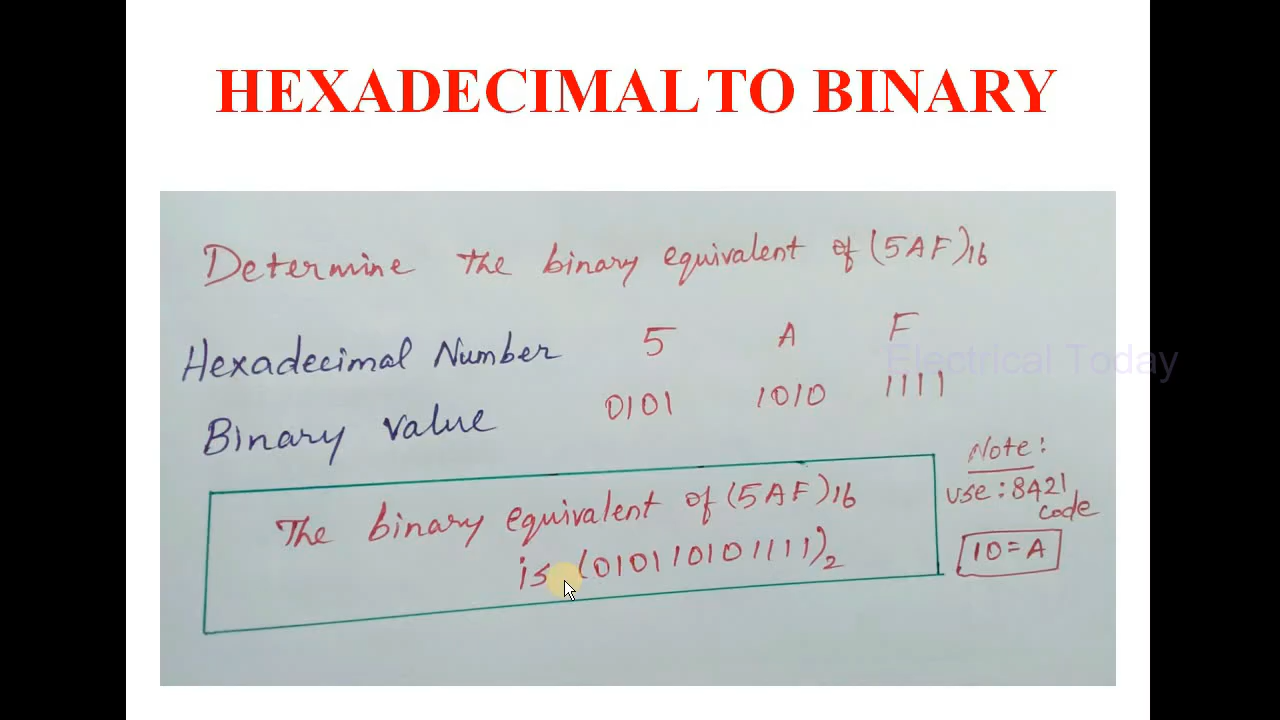 HEXADECIMAL TO BINARY
Determine the binary equivalent of (5AF)16
Hexadecimal Number 5 A F
Electrical Today
Binary value 0101 1010 1111
Note:
use: 8421
code
10=A
The binary equivalent of (5AF)16
is (010110101111)2